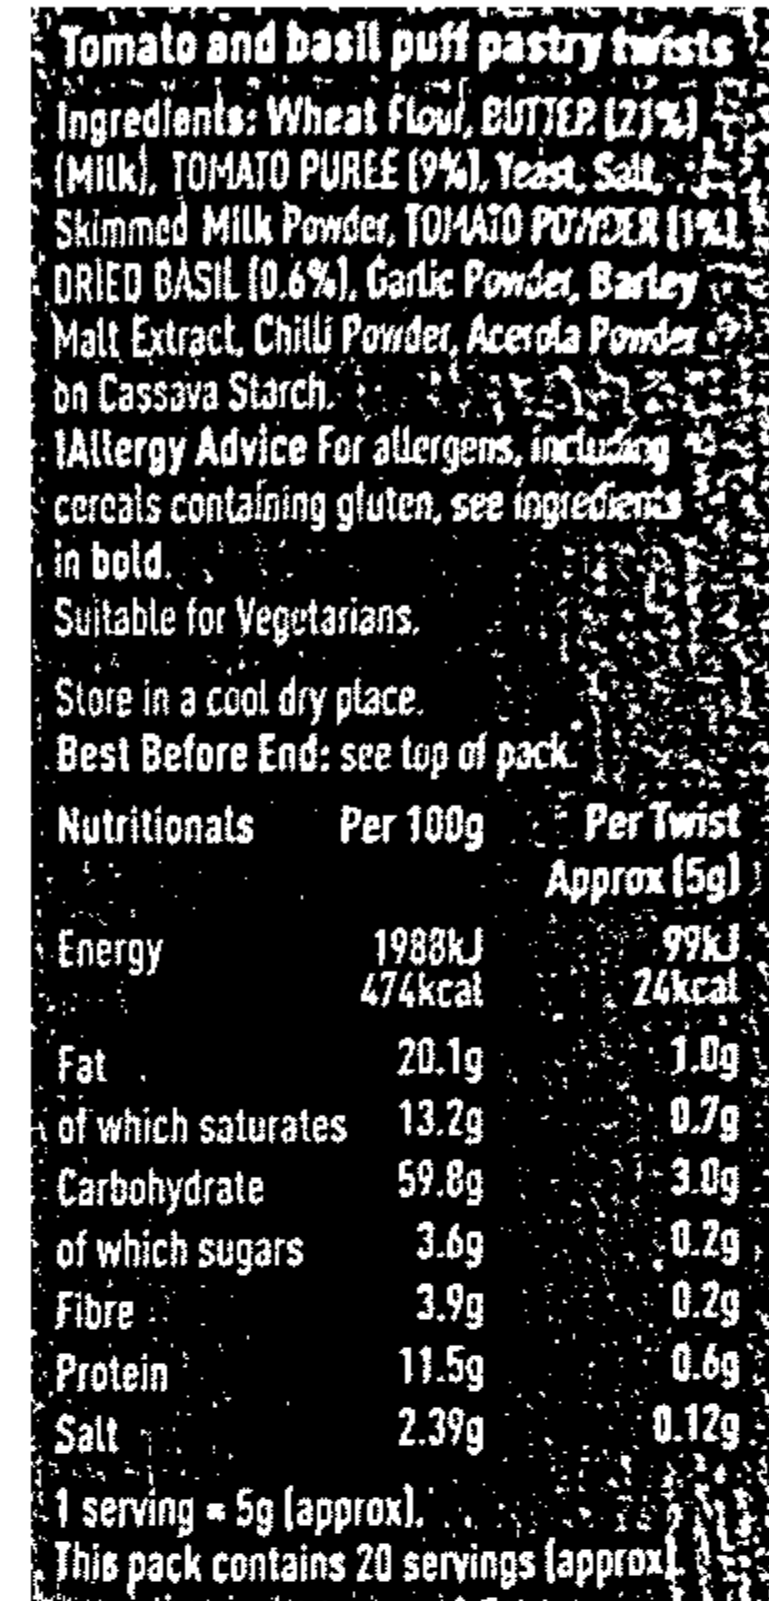 Tomato and basil puff pastry twists
Ingredients: Wheat Flour, BUTTER (21%)
(Milk), TOMATO PUREE (9%), Yeast, Salt,
Skimmed Milk Powder, TOMATO POWDER (1%),
DRIED BASIL (0.6%), Garlic Powder, Barley
Malt Extract, Chilli Powder, Acerola Powder
on Cassava Starch.
!Allergy Advice For allergens, including
cereals containing gluten, see ingredients
in bold.
Suitable for Vegetarians.
Store in a cool dry place.
Best Before End: see top of pack.
Nutritionals Per 100g Per Twist
Approx (5g)
Energy 1988kJ 99kJ
474kcal 24kcal
Fat 20.1g 1.0g
of which saturates 13.2g 0.7g
Carbohydrate 59.8g 3.0g
of which sugars 3.6g 0.2g
Fibre 3.9g 0.2g
Protein 11.5g 0.6g
Salt 2.39g 0.12g
1 serving = 5g (approx).
This pack contains 20 servings (approx).